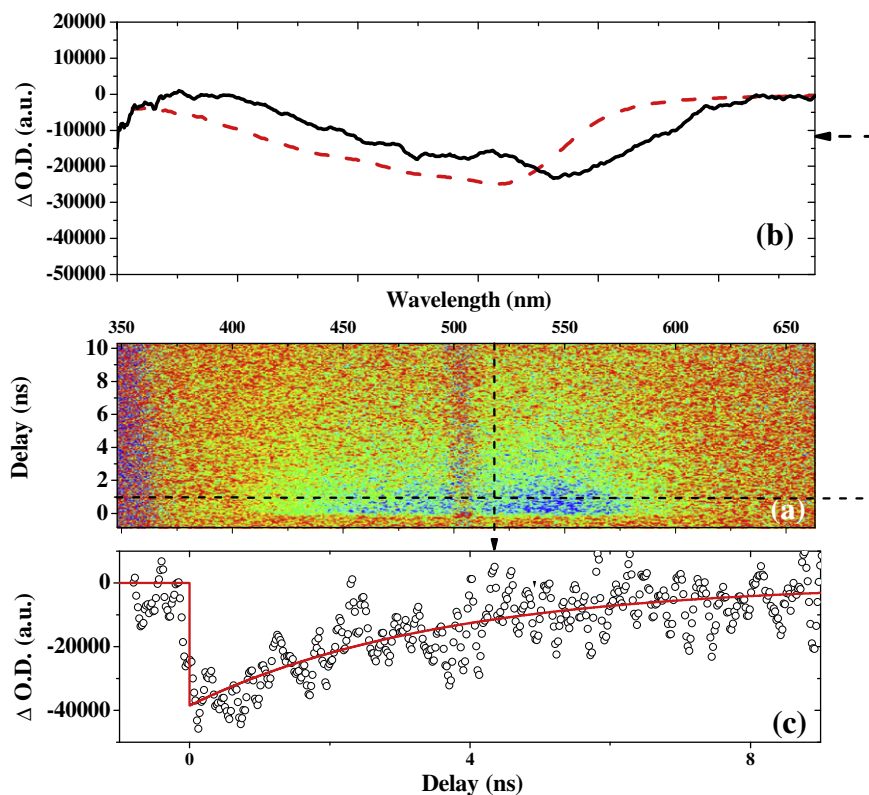 20000
10000
0
-10000
-20000
-30000
-40000
-50000
Δ O.D. (a.u.)
(b)
Wavelength (nm)
350 400 450 500 550 600 650
10
8
6
4
2
0
Delay (ns)
(a)
0
-20000
-40000
Δ O.D. (a.u.)
(c)
0 4 8
Delay (ns)